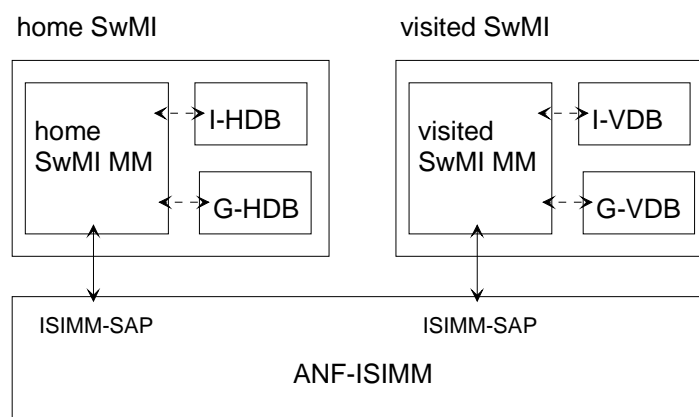 home SwMI
visited SwMI
home
SwMI MM
I-HDB
G-HDB
visited
SwMI MM
I-VDB
G-VDB
ISIMM-SAP
ISIMM-SAP
ANF-ISIMM